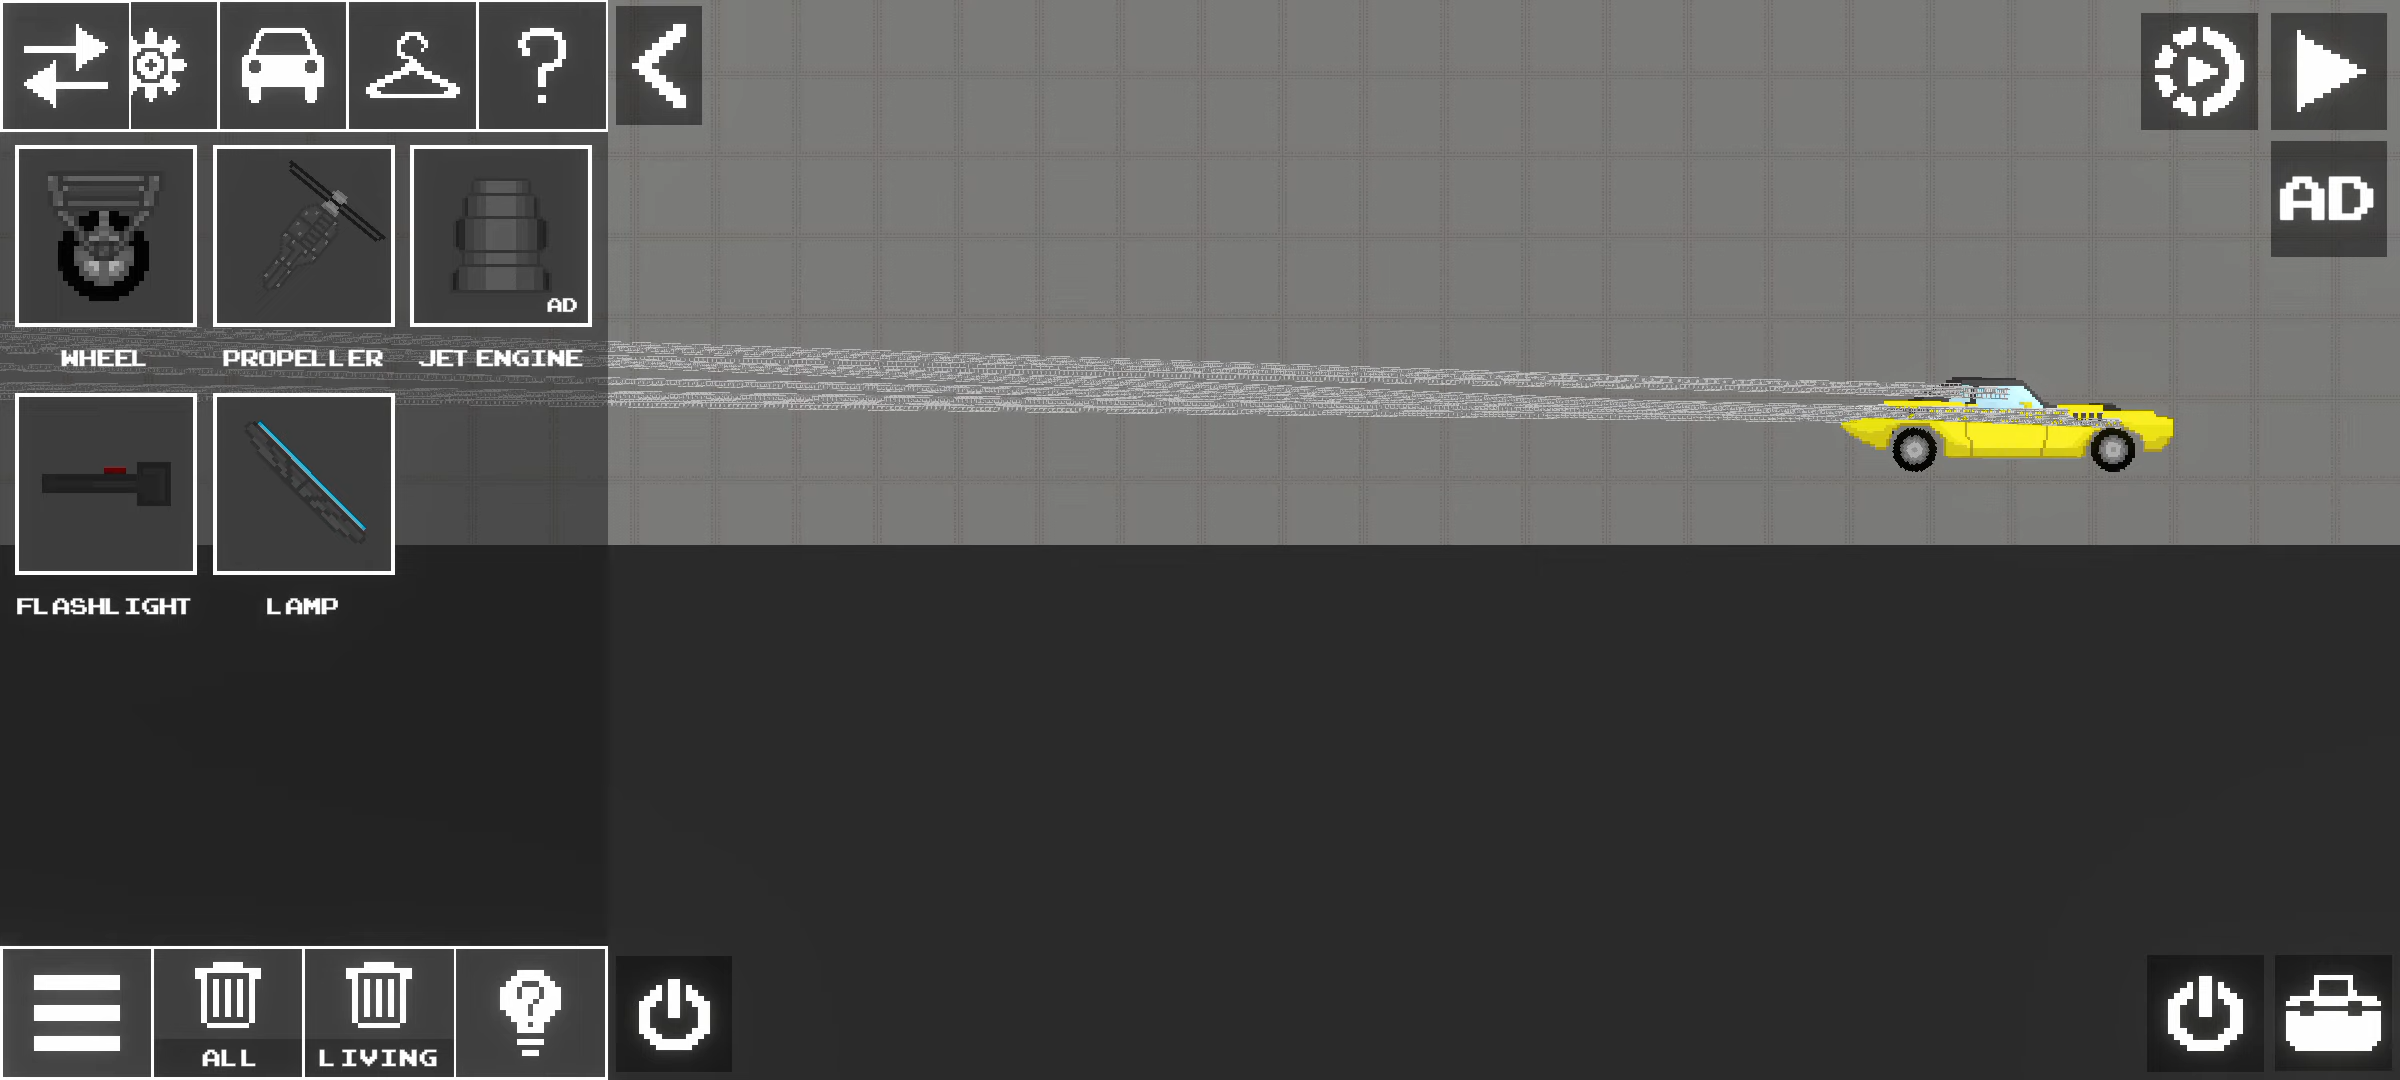 AD
AD
WHEEL PROPELLER JET ENGINE
FLASHLIGHT LAMP
ALL LIVING